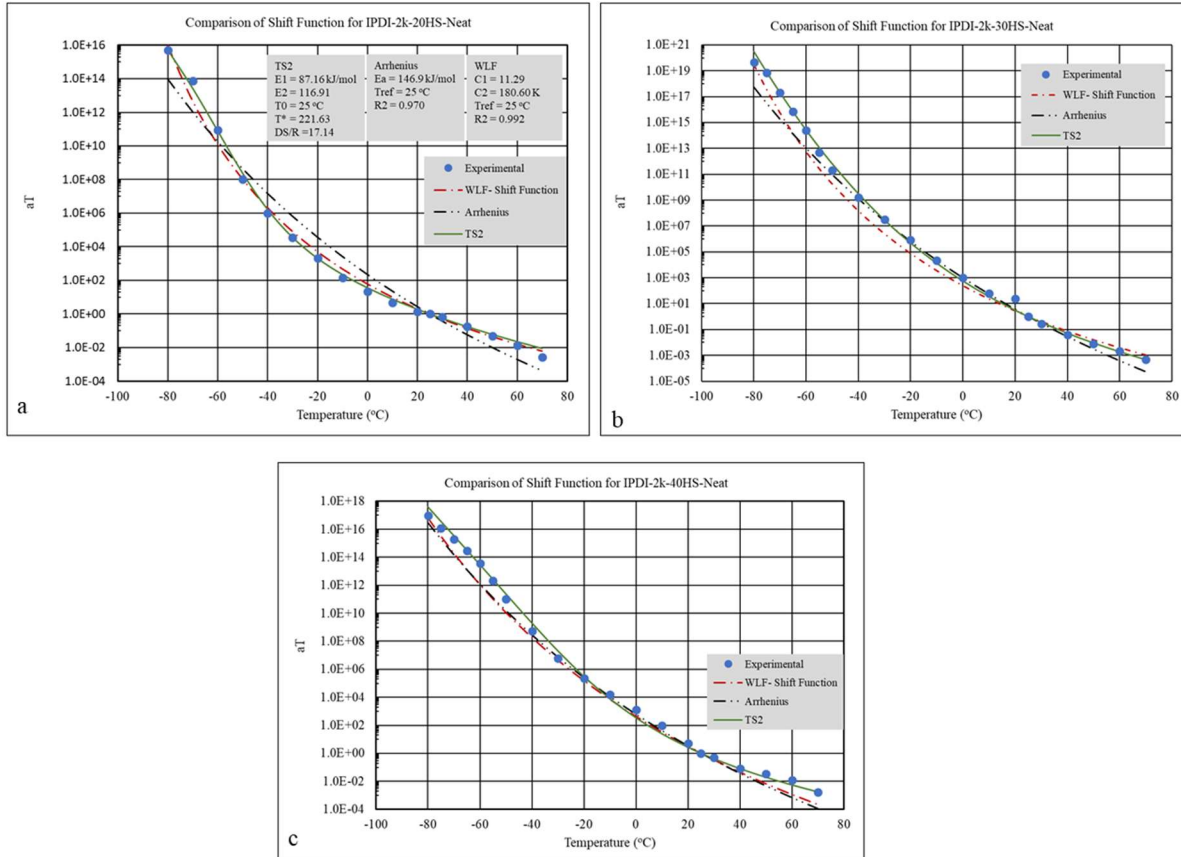 Comparison of Shift Function for IPDI-2k-20HS-Neat
1.0E+16
1.0E+14
1.0E+12
1.0E+10
1.0E+08
1.0E+06
1.0E+04
1.0E+02
1.0E+00
1.0E-02
1.0E-04
aT
TS2
E1 = 87.16 kJ/mol
E2 = 116.91
T0 = 25 °C
T* = 221.63
DS/R =17.14
Arrhenius
Ea = 146.9 kJ/mol
Tref = 25 °C
R2 = 0.970
WLF
C1 = 11.29
C2 = 180.60 K
Tref = 25 °C
R2 = 0.992
Experimental
WLF- Shift Function
Arrhenius
TS2
-100 -80 -60 -40 -20 0 20 40 60 80
Temperature (°C)
a
Comparison of Shift Function for IPDI-2k-30HS-Neat
1.0E+21
1.0E+19
1.0E+17
1.0E+15
1.0E+13
1.0E+11
1.0E+09
1.0E+07
1.0E+05
1.0E+03
1.0E+01
1.0E-01
1.0E-03
1.0E-05
aT
Experimental
WLF- Shift Function
Arrhenius
TS2
-100 -80 -60 -40 -20 0 20 40 60 80
Temperature (°C)
b
Comparison of Shift Function for IPDI-2k-40HS-Neat
1.0E+18
1.0E+16
1.0E+14
1.0E+12
1.0E+10
1.0E+08
1.0E+06
1.0E+04
1.0E+02
1.0E+00
1.0E-02
1.0E-04
aT
Experimental
WLF- Shift Function
Arrhenius
TS2
-100 -80 -60 -40 -20 0 20 40 60 80
Temperature (°C)
c